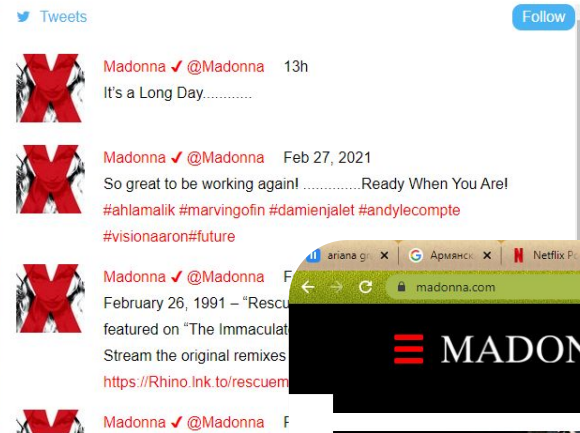 Tweets
Follow
Madonna ✔ @Madonna 13h
It's a Long Day............
Madonna ✔ @Madonna Feb 27, 2021
So great to be working again! .............Ready When You Are!
#ahlamalik #marvingofin #damienjalet #andylecompte
#visionaaron#future
Madonna ✔ @Madonna F
February 26, 1991 – “Rescu
featured on “The Immaculat
Stream the original remixes
https://Rhino.lnk.to/rescuem
Madonna ✔ @Madonna F
ariana gr × Армянск × Netflix Po
madonna.com
MADON